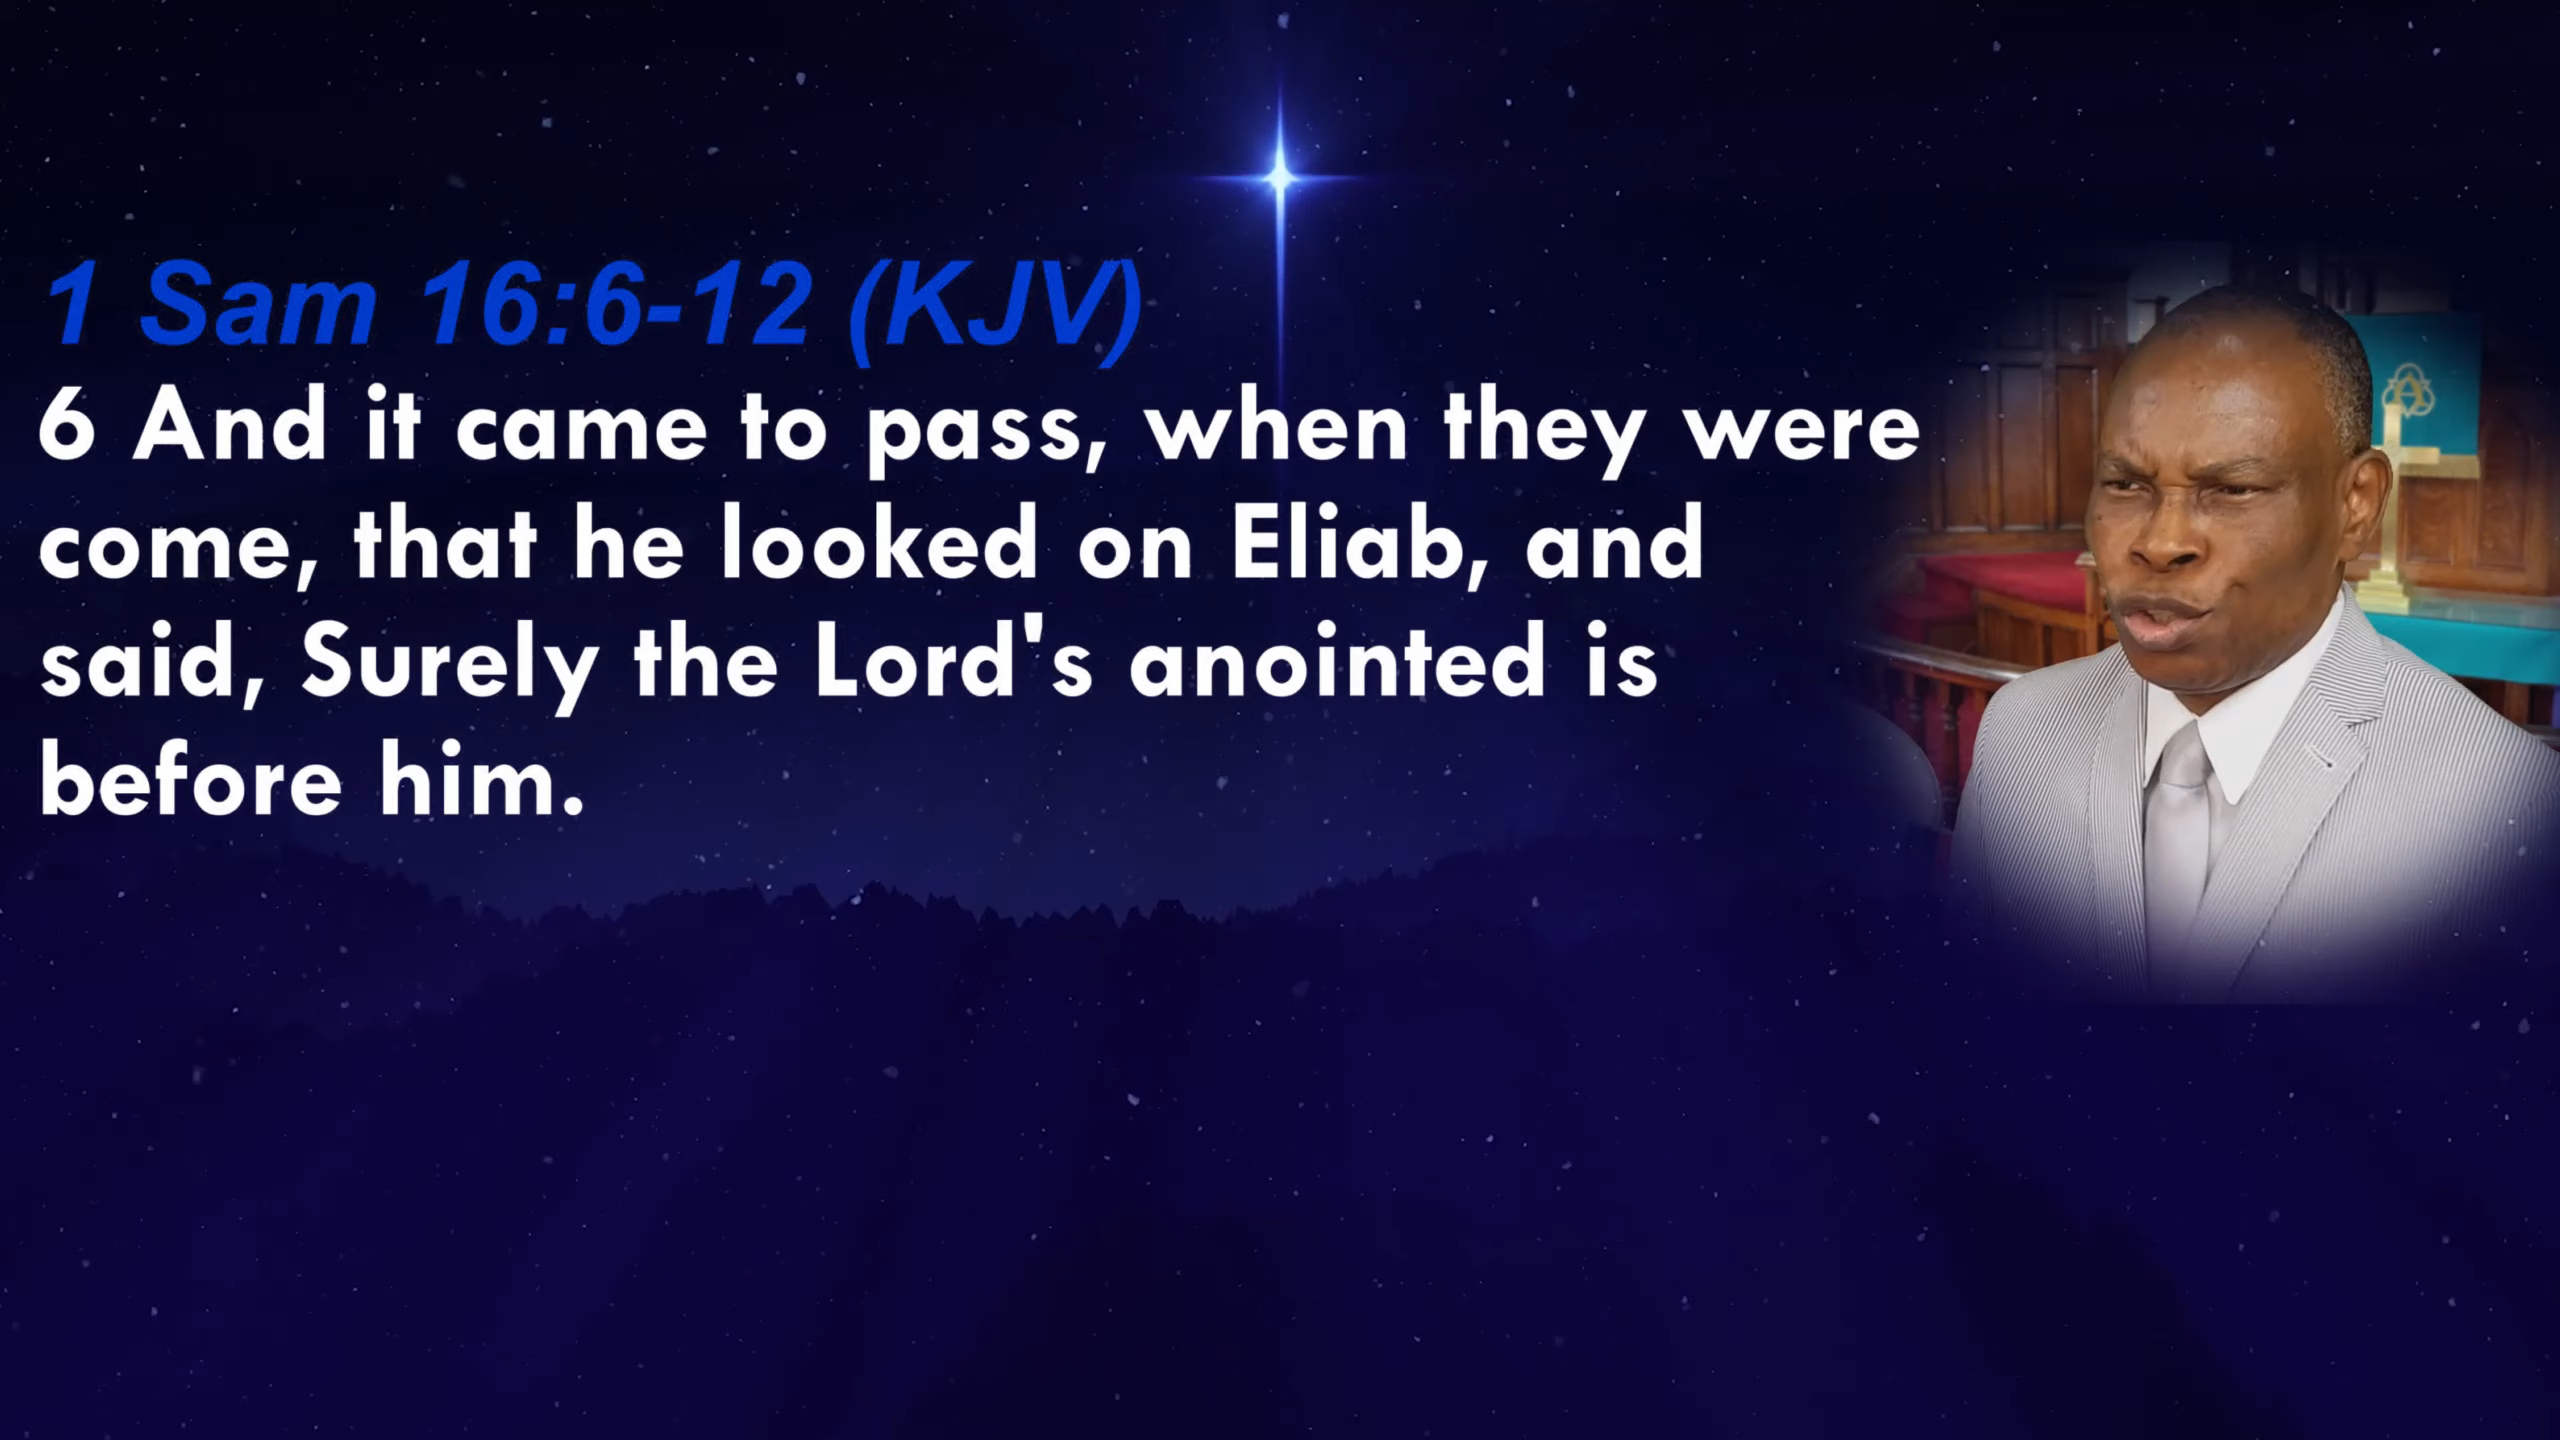 1 Sam 16:6-12 (KJV)
6 And it came to pass, when they were
come, that he looked on Eliab, and
said, Surely the Lord's anointed is
before him.